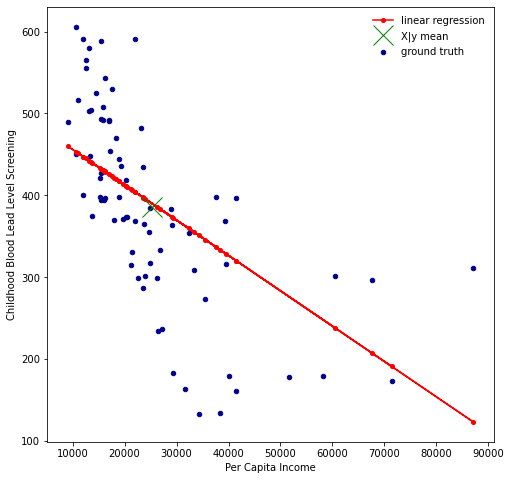 linear regression
X|y mean
ground truth
600
500
400
300
200
100
Childhood Blood Lead Level Screening
10000 20000 30000 40000 50000 60000 70000 80000 90000
Per Capita Income